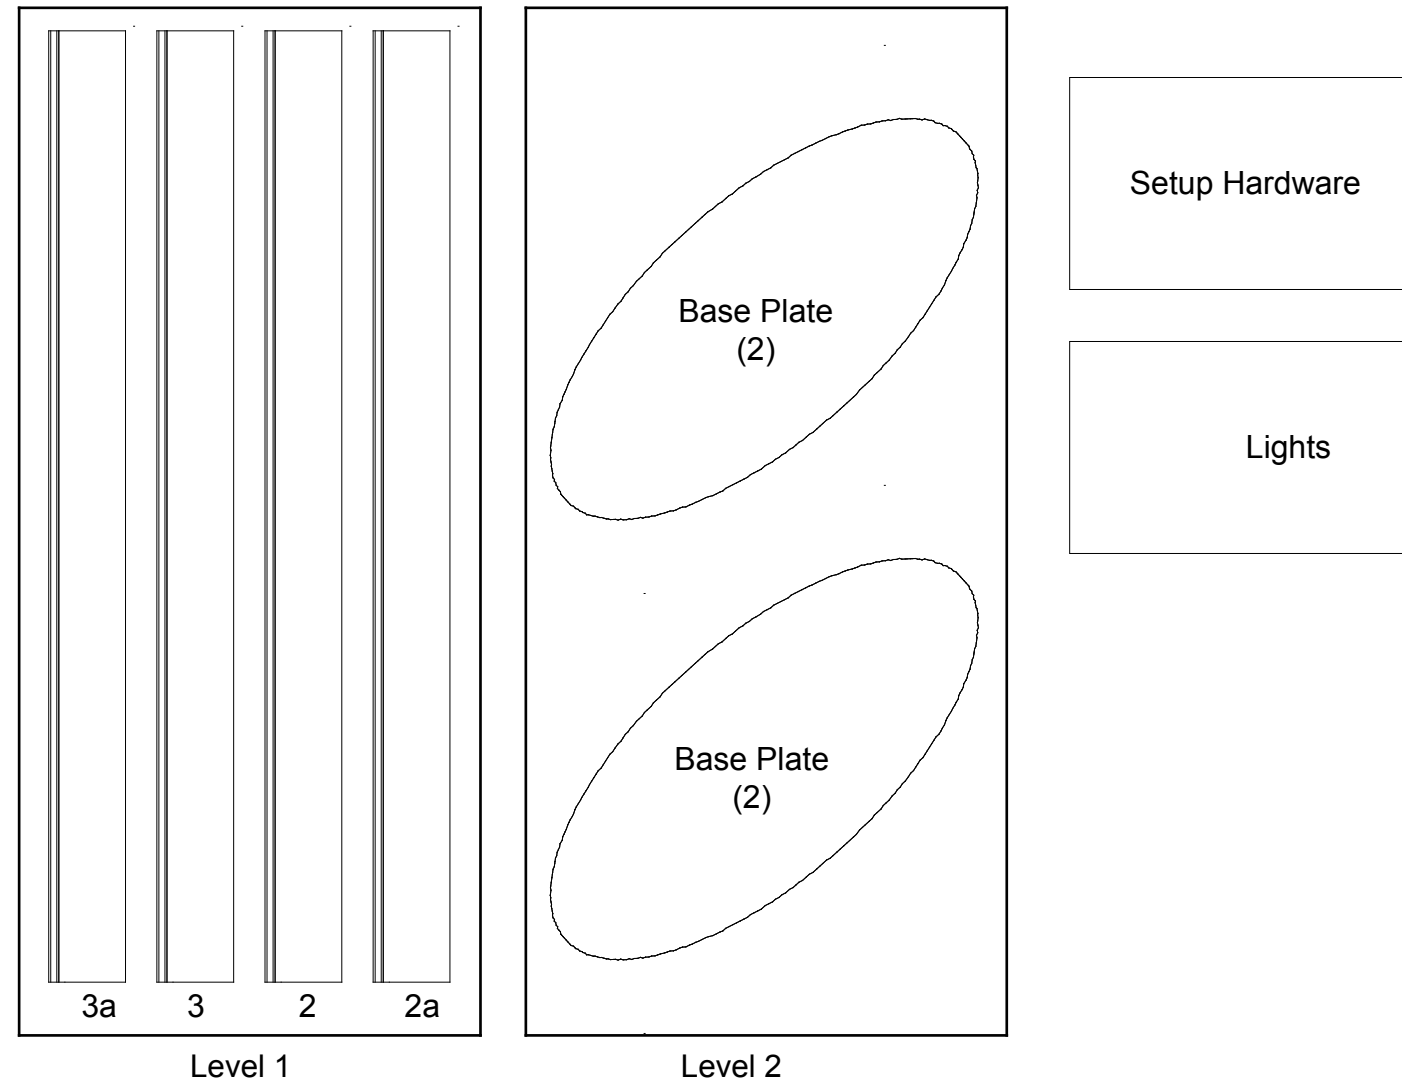 3a
3
2
2a
Level 1
Base Plate
(2)
Base Plate
(2)
Level 2
Setup Hardware
Lights